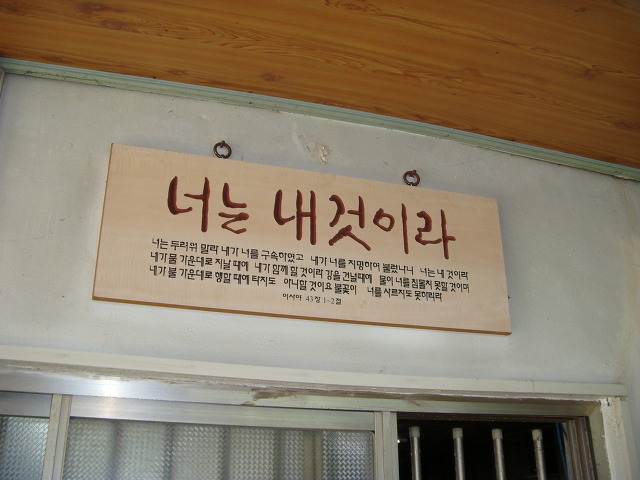 너는 내것이라
너는 두려워 말라 내가 너를 구속하였고 내가 너를 지명하여 불렀나니 너는 내 것이라
네가 물 가운데로 지날 때에 내가 함께 할 것이라 강을 건널때에 물이 너를 침몰치 못할 것이며
네가 불 가운데로 행할 때에 타지도 아니할 것이요 불꽃이 너를 사르지도 못하리라
이사야 43장 1~2절